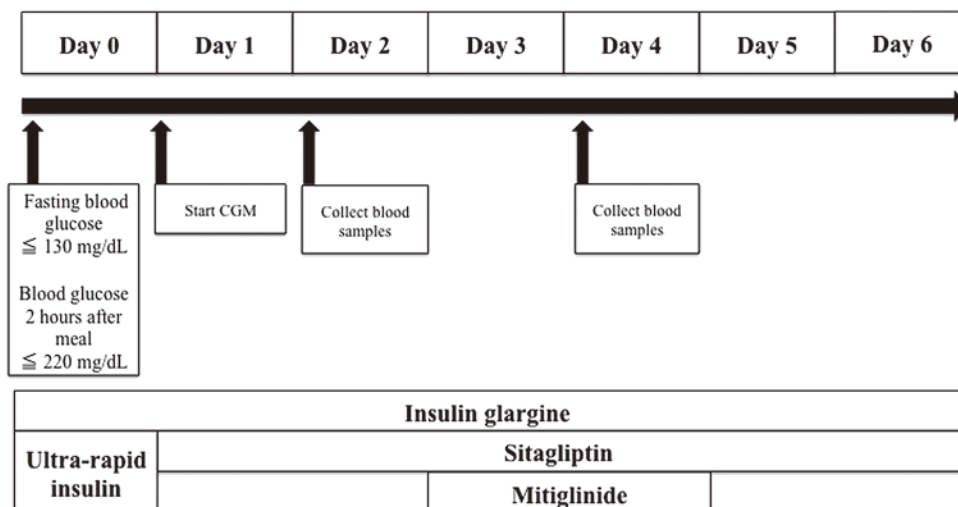 Day 0 Day 1 Day 2 Day 3 Day 4 Day 5 Day 6
Fasting blood
glucose
≦ 130 mg/dL
Blood glucose
2 hours after
meal
≦ 220 mg/dL
Start CGM
Collect blood
samples
Collect blood
samples
Insulin glargine
Ultra-rapid
insulin
Sitagliptin
Mitiglinide